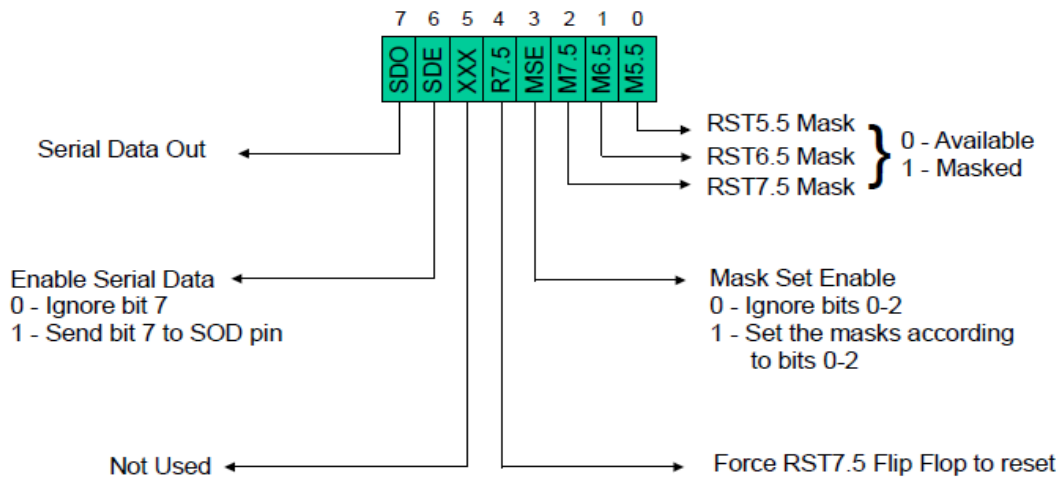 7 6 5 4 3 2 1 0
SDO SDE XXX R7.5 MSE M7.5 M6.5 M5.5
Serial Data Out
RST5.5 Mask
RST6.5 Mask
RST7.5 Mask
}
0 - Available
1 - Masked
Enable Serial Data
0 - Ignore bit 7
1 - Send bit 7 to SOD pin
Mask Set Enable
0 - Ignore bits 0-2
1 - Set the masks according
to bits 0-2
Not Used
Force RST7.5 Flip Flop to reset